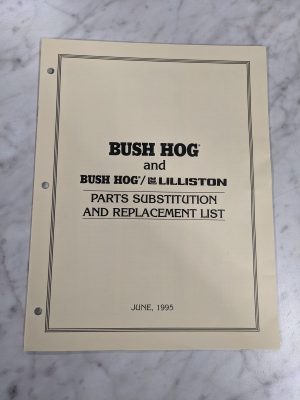 BUSH HOG®
and
BUSH HOG®/ LILLISTON
PARTS SUBSTITUTION
AND REPLACEMENT LIST
JUNE, 1995